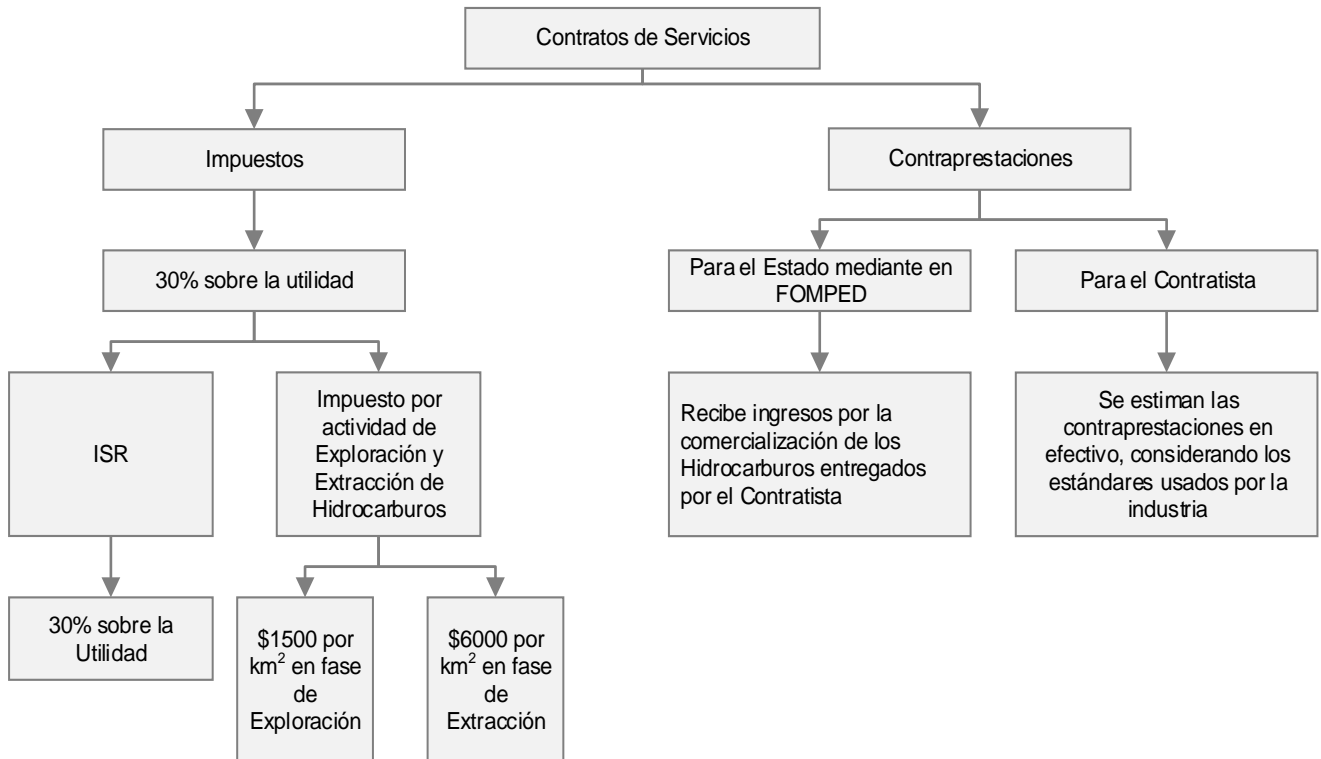 Contratos de Servicios
Impuestos
Contraprestaciones
30% sobre la utilidad
Para el Estado mediante en
FOMPED
Para el Contratista
ISR
Impuesto por
actividad de
Exploración y
Extracción de
Hidrocarburos
Recibe ingresos por la
comercialización de los
Hidrocarburos entregados
por el Contratista
Se estiman las
contraprestaciones en
efectivo, considerando los
estándares usados por la
industria
30% sobre la
Utilidad
$1500 por
km² en fase
de
Exploración
$6000 por
km² en fase
de
Extracción